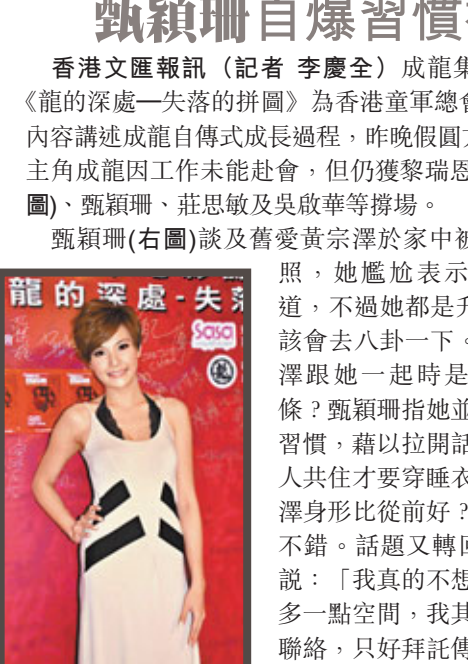 甄穎珊自爆習慣
香港文匯報訊（記者 李慶全）成龍集
《龍的深處—失落的拼圖》為香港童軍總會
內容講述成龍自傳式成長過程，昨晚假圓方
主角成龍因工作未能赴會，但仍獲黎瑞恩
圖)、甄穎珊、莊思敏及吳啟華等撐場。
甄穎珊(右圖)談及舊愛黃宗澤於家中被
照，她尷尬表示
道，不過她都是升
該會去八卦一下。
澤跟她一起時是
條？甄穎珊指她並
習慣，藉以拉開話
人共住才要穿睡衣
澤身形比從前好？
不錯。話題又轉回
説：「我真的不想
多一點空間，我其
聯絡，只好拜託傳
龍的深處-失落
Sasa